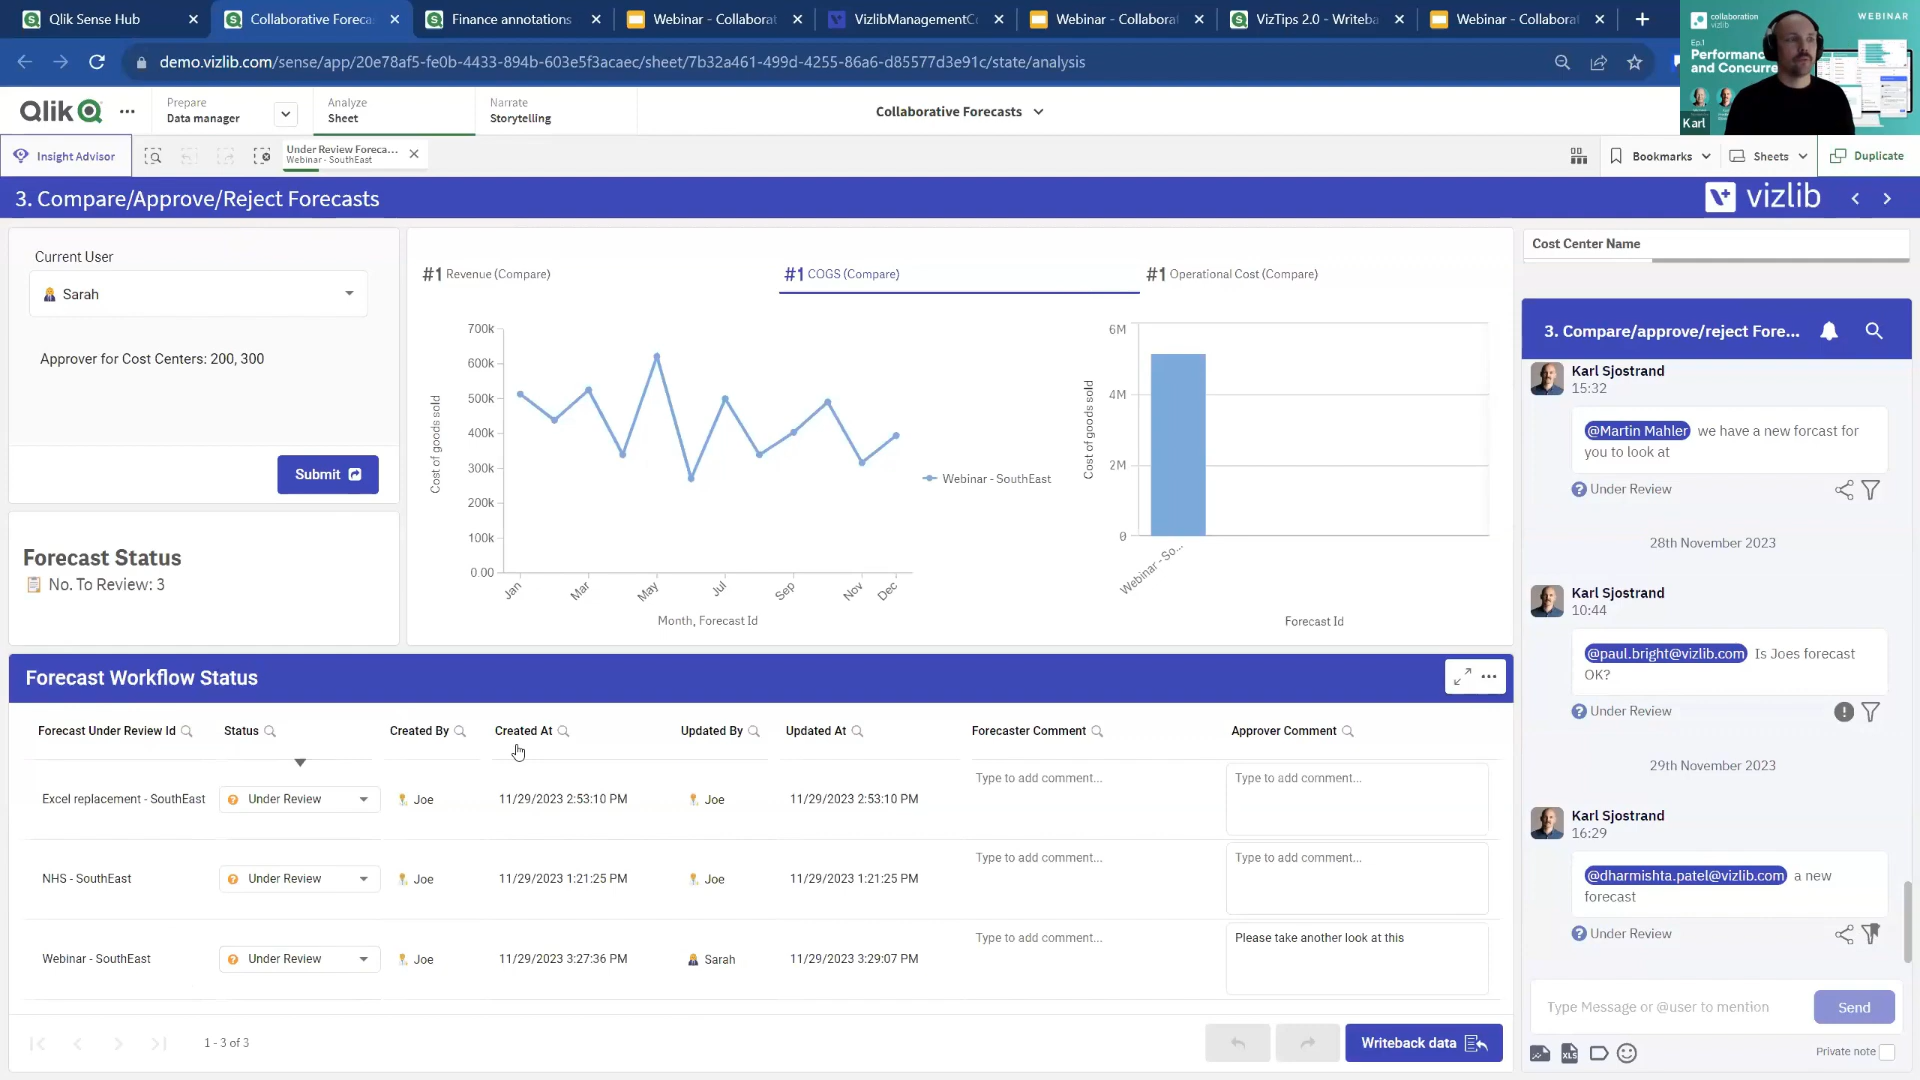 Qlik Sense Hub
Collaborative Foreca
Finance annotations
Webinar - Collaborat
VizlibManagementCo
Webinar - Collaborat
VizTips 2.0 - Writeba
Webinar - Collaborat
demo.vizlib.com/sense/app/20e78af5-fe0b-4433-894b-603e5f3acaec/sheet/7b32a461-499d-4255-86a6-d85577d3e91c/state/analysis
collaboration
vizlib
WEBINAR
Ep.1
Performanc
and Concurre
Karl
Qlik
Prepare
Data manager
Analyze
Sheet
Narrate
Storytelling
Collaborative Forecasts
Insight Advisor
Under Review Foreca...
Webinar - SouthEast
Bookmarks
Sheets
Duplicate
3. Compare/Approve/Reject Forecasts
vizlib
Current User
Sarah
Approver for Cost Centers: 200, 300
Submit
Forecast Status
No. To Review: 3
#1 Revenue (Compare)
#1 COGS (Compare)
#1 Operational Cost (Compare)
Cost of goods sold
700k
600k
500k
400k
300k
200k
100k
0.00
Jan
Mar
May
Jul
Sep
Nov
Dec
Month, Forecast Id
Webinar - SouthEast
Cost of goods sold
6M
4M
2M
0
Webinar - So...
Forecast Id
Cost Center Name
3. Compare/approve/reject Fore...
Karl Sjostrand
15:32
@Martin Mahler we have a new forcast for
you to look at
Under Review
28th November 2023
Karl Sjostrand
10:44
@paul.bright@vizlib.com Is Joes forecast
OK?
Under Review
29th November 2023
Karl Sjostrand
16:29
@dharmishta.patel@vizlib.com a new
forecast
Under Review
Type Message or @user to mention
Send
Private note
Forecast Workflow Status
Forecast Under Review Id
Status
Created By
Created At
Updated By
Updated At
Forecaster Comment
Approver Comment
Excel replacement - SouthEast
Under Review
Joe
11/29/2023 2:53:10 PM
Joe
11/29/2023 2:53:10 PM
Type to add comment...
Type to add comment...
NHS - SouthEast
Under Review
Joe
11/29/2023 1:21:25 PM
Joe
11/29/2023 1:21:25 PM
Type to add comment...
Type to add comment...
Webinar - SouthEast
Under Review
Joe
11/29/2023 3:27:36 PM
Sarah
11/29/2023 3:29:07 PM
Type to add comment...
Please take another look at this
1 - 3 of 3
Writeback data